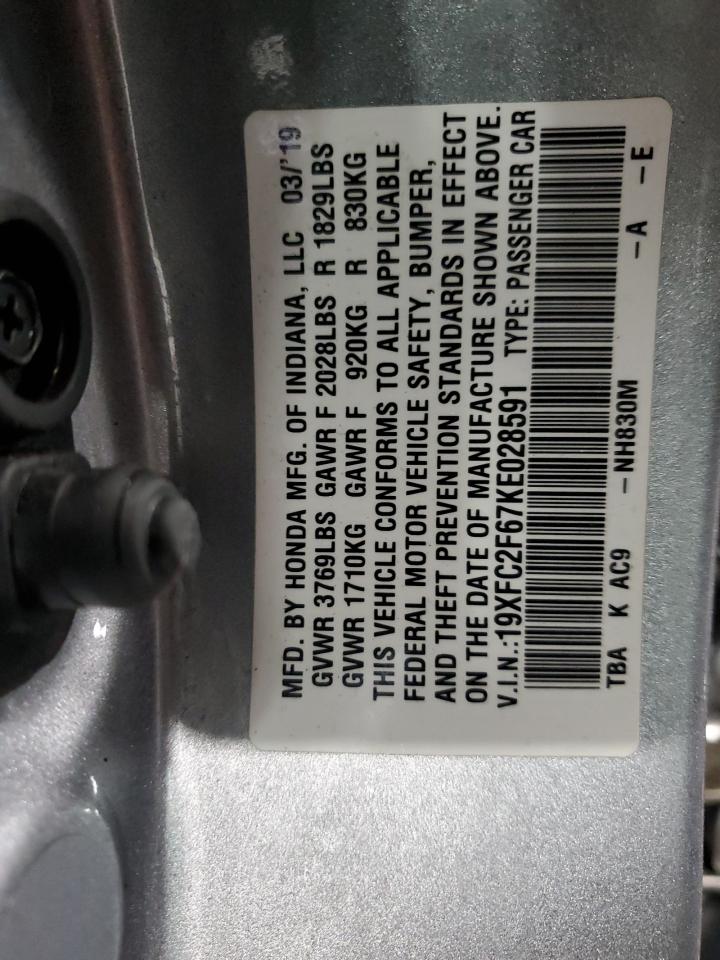 MFD. BY HONDA MFG. OF INDIANA, LLC 03/'19
GVWR 3769LBS GAWR F 2028LBS R 1829LBS
GVWR 1710KG GAWR F 920KG R 830KG
THIS VEHICLE CONFORMS TO ALL APPLICABLE
FEDERAL MOTOR VEHICLE SAFETY, BUMPER,
AND THEFT PREVENTION STANDARDS IN EFFECT
ON THE DATE OF MANUFACTURE SHOWN ABOVE.
V.I.N.:19XFC2F67KE028591 TYPE: PASSENGER CAR
TBA K AC9 – NH830M – A – E